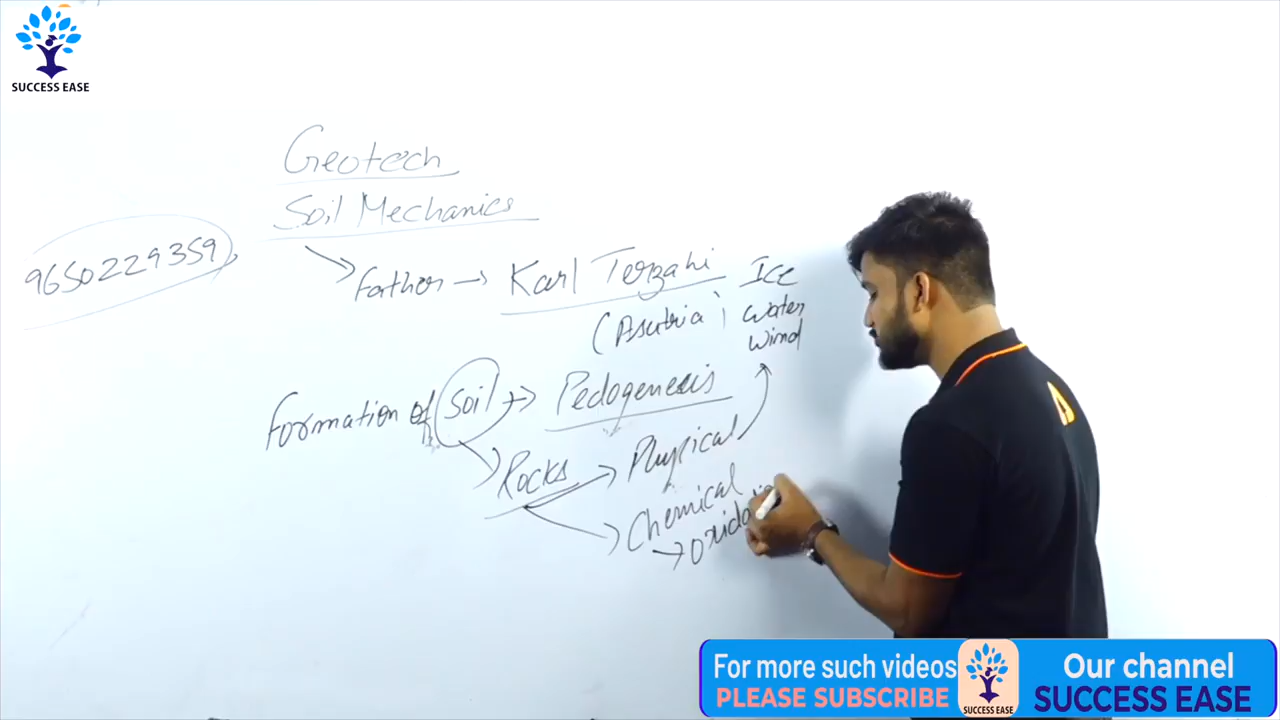 SUCCESS EASE
Geotech
Soil Mechanics
9650229359
Father → Karl Terzahi
(Asutria)
Ice
Water
Wind
Formation of Soil → Pedogenesis
Rocks → Physical
Chemical
→ Oxidati
For more such videos
PLEASE SUBSCRIBE
SUCCESS EASE
Our channel
SUCCESS EASE